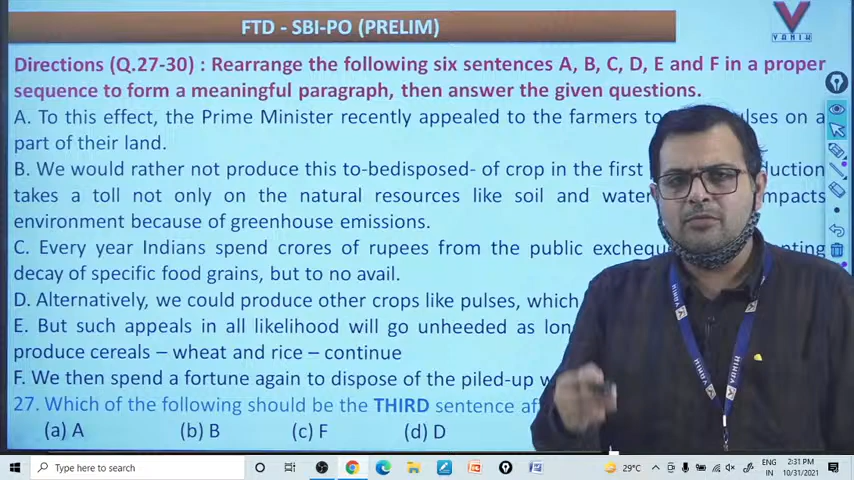 FTD - SBI-PO (PRELIM)
VANIK
Directions (Q.27-30) : Rearrange the following six sentences A, B, C, D, E and F in a proper
sequence to form a meaningful paragraph, then answer the given questions.
A. To this effect, the Prime Minister recently appealed to the farmers to pulses on a
part of their land.
B. We would rather not produce this to-bedisposed- of crop in the first
takes a toll not only on the natural resources like soil and water impacts
environment because of greenhouse emissions.
C. Every year Indians spend crores of rupees from the public
decay of specific food grains, but to no avail.
D. Alternatively, we could produce other crops like pulses, which
E. But such appeals in all likelihood will go unheeded as
produce cereals – wheat and rice – continue
F. We then spend a fortune again to dispose of the piled-up
27. Which of the following should be the THIRD sentence
(a) A (b) B (c) F (d) D
Type here to search
29°C
ENG
IN
2:31 PM
10/31/2021
VANIK
VANIK